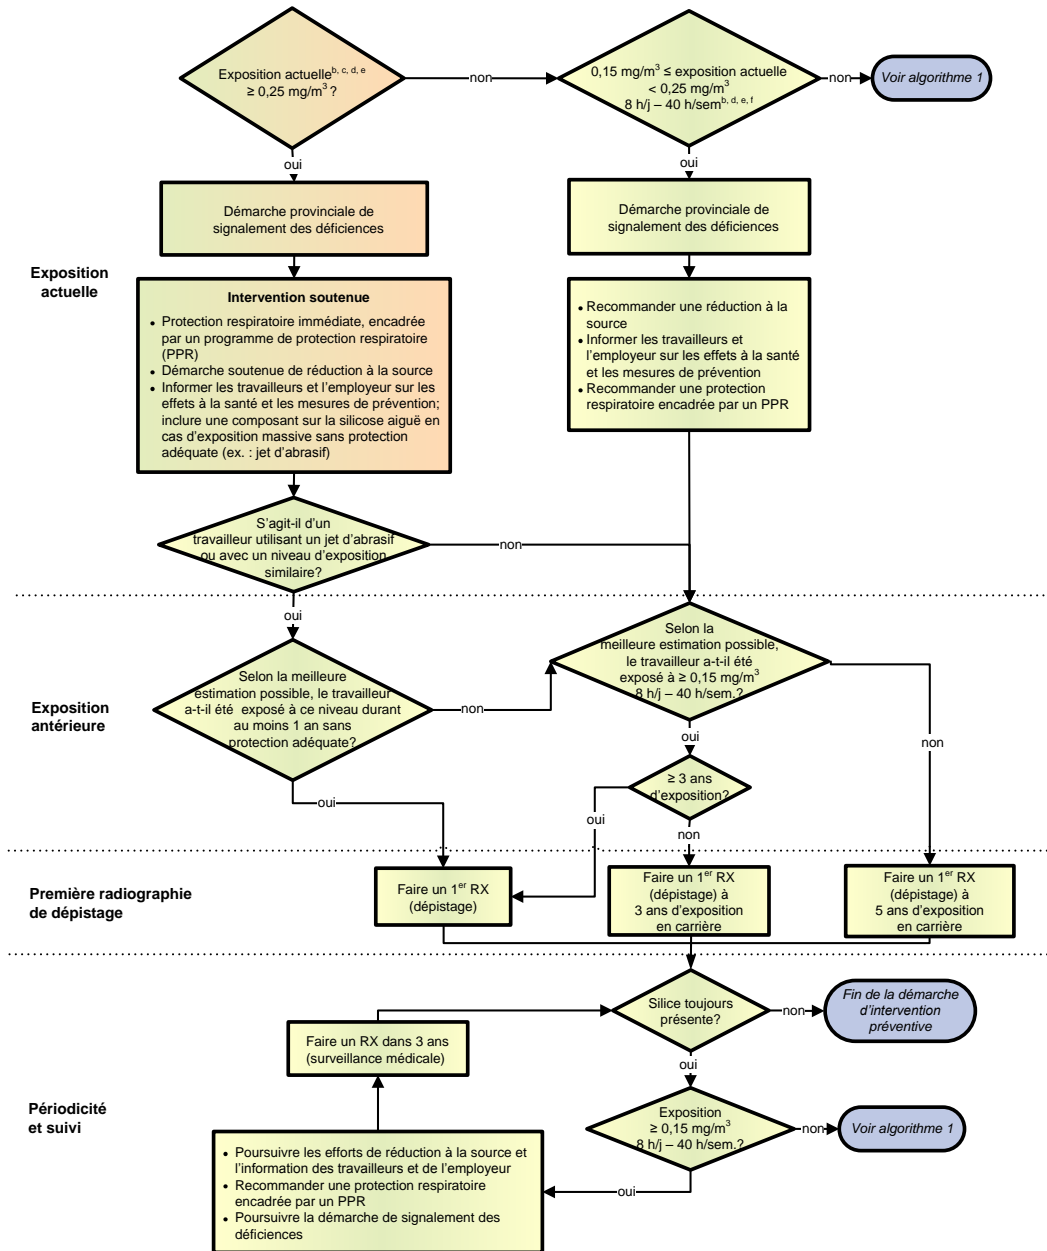 Exposition actuelle^b, c, d, e
≥ 0,25 mg/m³ ?
non
0,15 mg/m³ ≤ exposition actuelle
< 0,25 mg/m³
8 h/j – 40 h/sem^b, d, e, f
non
Voir algorithme 1
oui
oui
Démarche provinciale de
signalement des déficiences
Démarche provinciale de
signalement des déficiences
Exposition
actuelle
Intervention soutenue
• Protection respiratoire immédiate, encadrée
par un programme de protection respiratoire
(PPR)
• Démarche soutenue de réduction à la source
• Informer les travailleurs et l'employeur sur les
effets à la santé et les mesures de prévention;
inclure une composant sur la silicose aiguë en
cas d'exposition massive sans protection
adéquate (ex. : jet d'abrasif)
• Recommander une réduction à la
source
• Informer les travailleurs et
l'employeur sur les effets à la santé
et les mesures de prévention
• Recommander une protection
respiratoire encadrée par un PPR
S'agit-il d'un
travailleur utilisant un jet d'abrasif
ou avec un niveau d'exposition
similaire?
non
oui
Exposition
antérieure
Selon la meilleure
estimation possible, le travailleur
a-t-il été exposé à ce niveau durant
au moins 1 an sans
protection adéquate?
non
Selon la
meilleure estimation possible,
le travailleur a-t-il été
exposé à ≥ 0,15 mg/m³
8 h/j – 40 h/sem.?
oui
non
≥ 3 ans
d'exposition?
oui
oui
non
Première radiographie
de dépistage
Faire un 1er RX
(dépistage)
Faire un 1er RX
(dépistage) à
3 ans d'exposition
en carrière
Faire un 1er RX
(dépistage) à
5 ans d'exposition
en carrière
Périodicité
et suivi
Silice toujours
présente?
non
Fin de la démarche
d'intervention
préventive
Faire un RX dans 3 ans
(surveillance médicale)
oui
Exposition
≥ 0,15 mg/m³
8 h/j – 40 h/sem.?
non
Voir algorithme 1
oui
• Poursuivre les efforts de réduction à la source et
l'information des travailleurs et de l'employeur
• Recommander une protection respiratoire
encadrée par un PPR
• Poursuivre la démarche de signalement des
déficiences